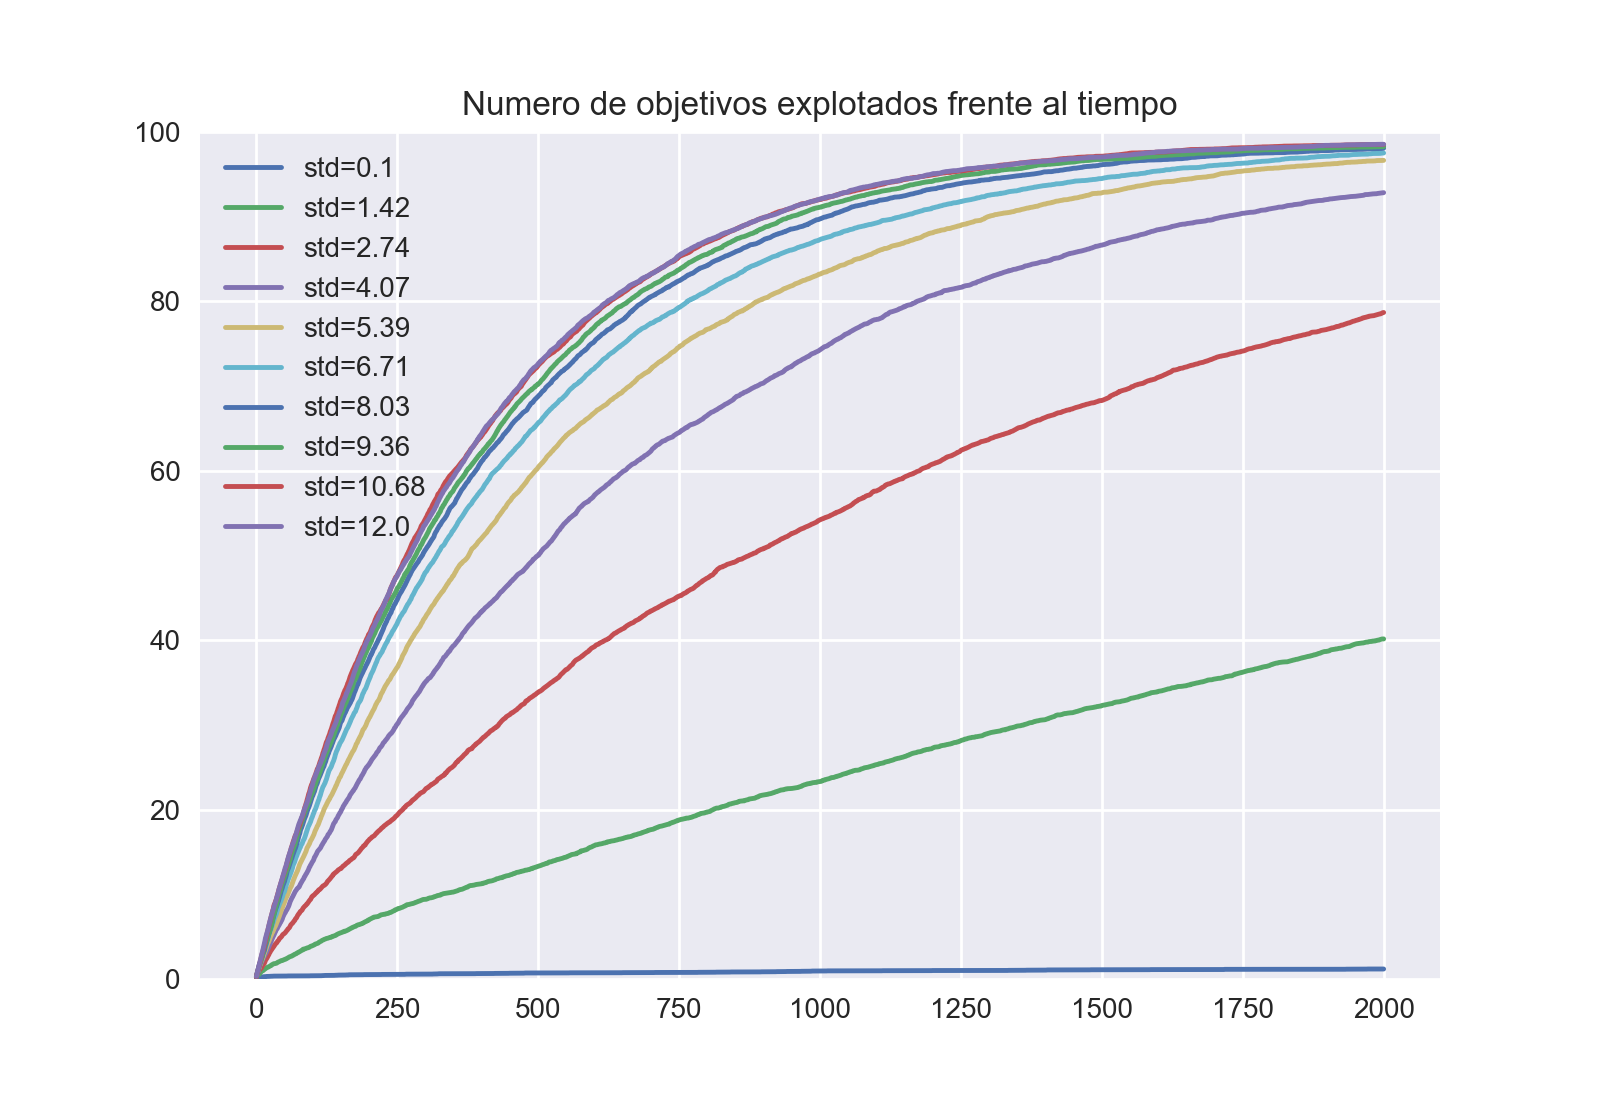 Numero de objetivos explotados frente al tiempo
100
80
60
40
20
0
std=0.1
std=1.42
std=2.74
std=4.07
std=5.39
std=6.71
std=8.03
std=9.36
std=10.68
std=12.0
0 250 500 750 1000 1250 1500 1750 2000